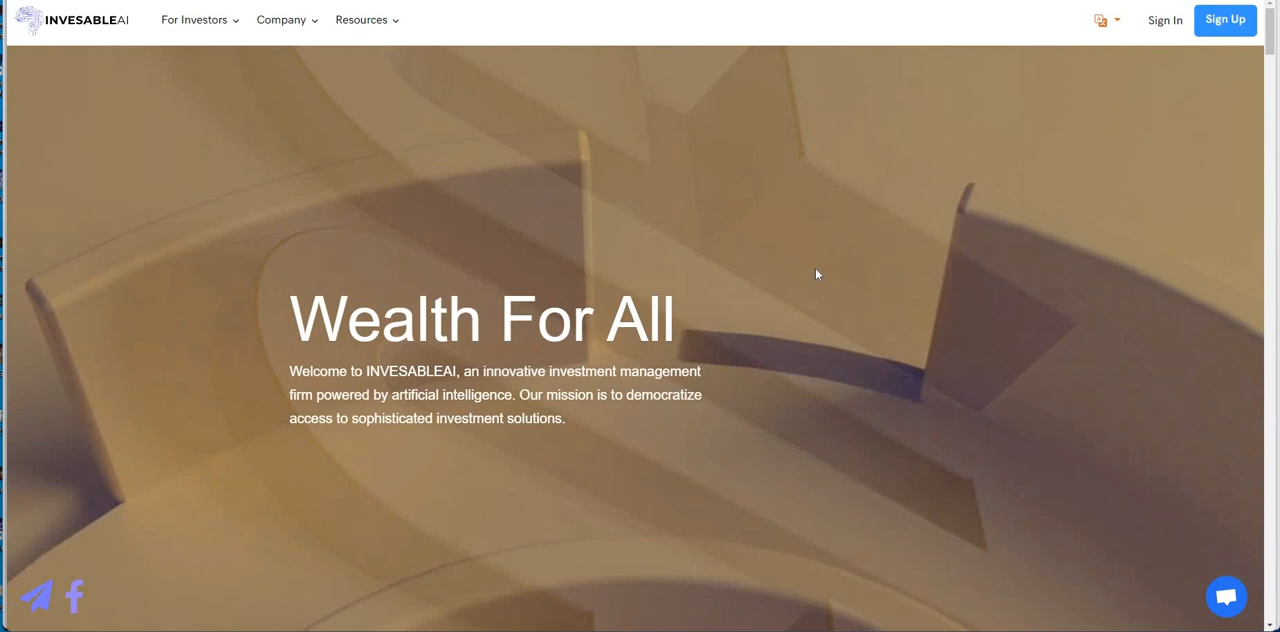 INVESABLEAI
For Investors
Company
Resources
Sign In
Sign Up
Wealth For All
Welcome to INVESABLEAI, an innovative investment management
firm powered by artificial intelligence. Our mission is to democratize
access to sophisticated investment solutions.